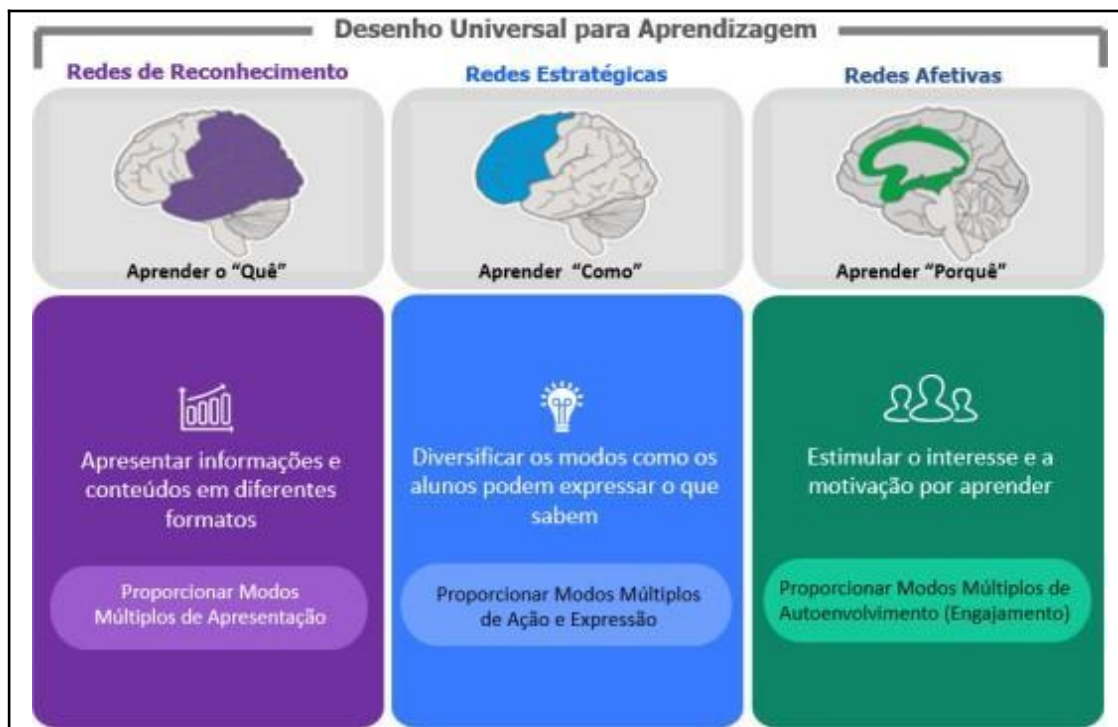 Desenho Universal para Aprendizagem
Redes de Reconhecimento
Aprender o “Quê”
Apresentar informações e
conteúdos em diferentes
formatos
Proporcionar Modos
Múltiplos de Apresentação
Redes Estratégicas
Aprender “Como”
Diversificar os modos como os
alunos podem expressar o que
sabem
Proporcionar Modos Múltiplos
de Ação e Expressão
Redes Afetivas
Aprender “Porquê”
Estimular o interesse e a
motivação por aprender
Proporcionar Modos Múltiplos de
Autoenvolvimento (Engajamento)